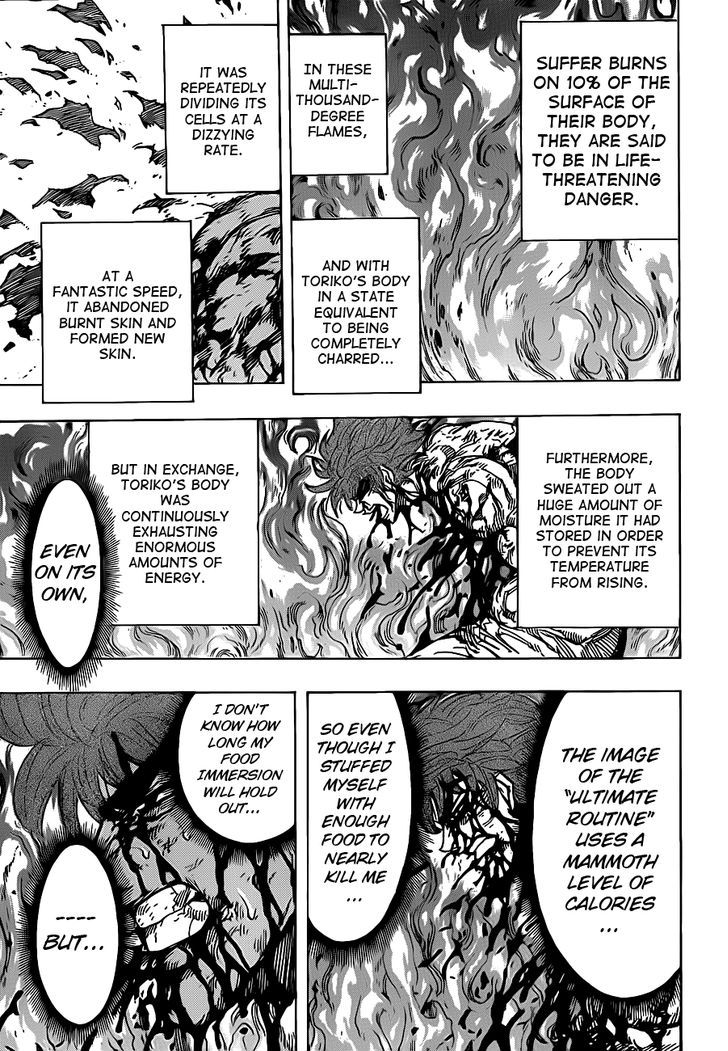 SUFFER BURNS
ON 10% OF THE
SURFACE OF
THEIR BODY,
THEY ARE SAID
TO BE IN LIFE-
THREATENING
DANGER.
IN THESE
MULTI-
THOUSAND-
DEGREE
FLAMES,
AND WITH
TORIKO'S BODY
IN A STATE
EQUIVALENT
TO BEING
COMPLETELY
CHARRED...
IT WAS
REPEATEDLY
DIVIDING ITS
CELLS AT A
DIZZYING
RATE.
AT A
FANTASTIC SPEED,
IT ABANDONED
BURNT SKIN AND
FORMED NEW
SKIN.
FURTHERMORE,
THE BODY
SWEATED OUT A
HUGE AMOUNT OF
MOISTURE IT HAD
STORED IN ORDER
TO PREVENT ITS
TEMPERATURE
FROM RISING.
BUT IN EXCHANGE,
TORIKO'S BODY
WAS
CONTINUOUSLY
EXHAUSTING
ENORMOUS
AMOUNTS OF
ENERGY.
EVEN
ON ITS
OWN,
THE IMAGE
OF THE
"ULTIMATE
ROUTINE"
USES A
MAMMOTH
LEVEL OF
CALORIES
...
SO EVEN
THOUGH I
STUFFED
MYSELF
WITH
ENOUGH
FOOD TO
NEARLY
KILL ME
...
I DON'T
KNOW HOW
LONG MY
FOOD
IMMERSION
WILL HOLD
OUT...
----
BUT...